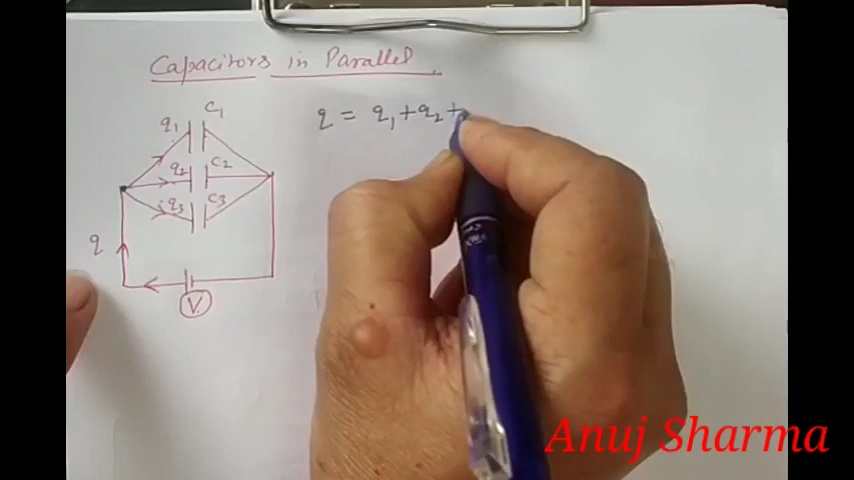 Capacitors in Parallel
q = q₁+q₂+
C₁
q₁
C₂
q₂
C₃
q₃
q
V
Anuj Sharma